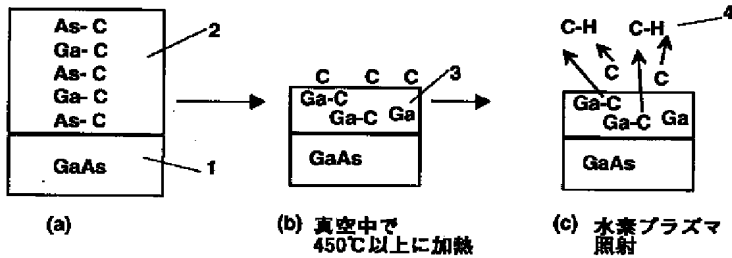 As- C
Ga- C
As- C
Ga- C
As- C
2
GaAs
1
(a)
C C C
3
Ga-C
Ga-C Ga
GaAs
(b) 真空中で
450℃以上に加熱
C-H C-H 4
C C
Ga-C
Ga-C Ga
GaAs
(c) 水素プラズマ
照射